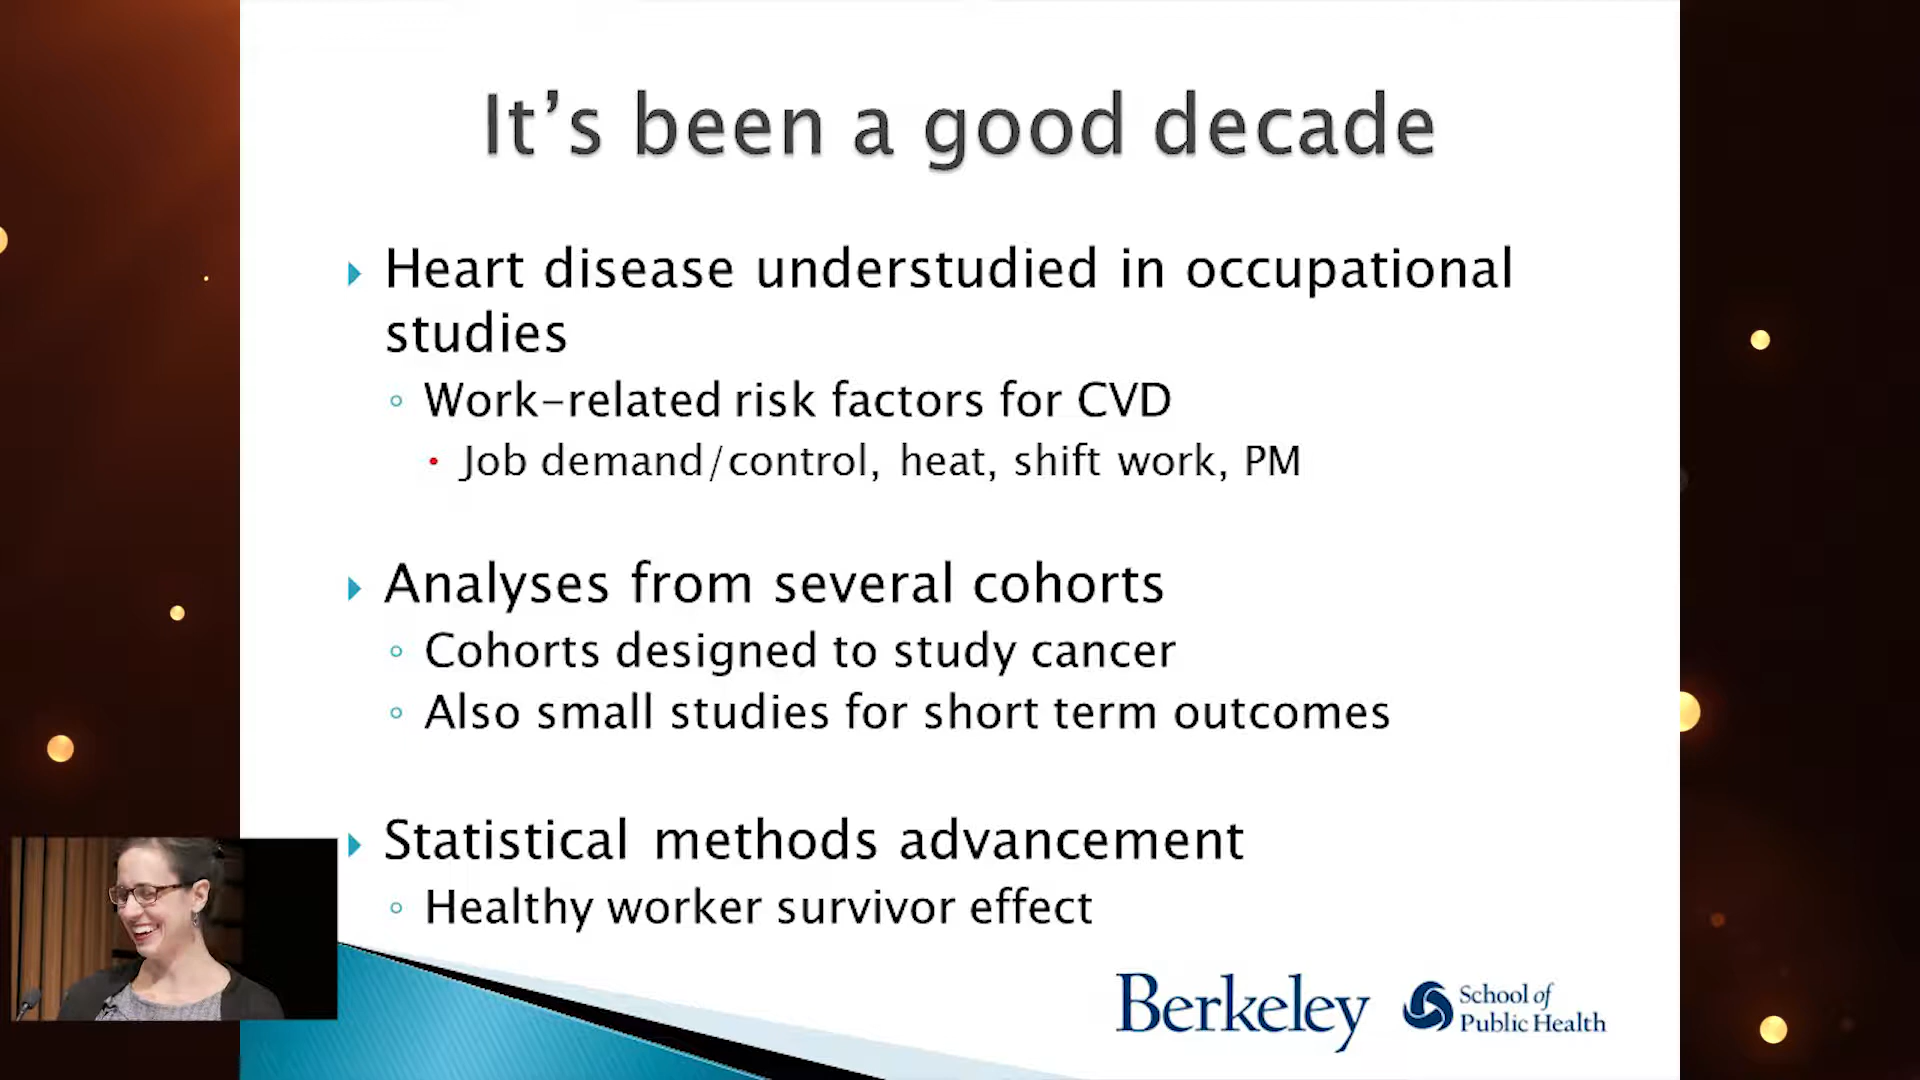 It’s been a good decade
Heart disease understudied in occupational
studies
Work-related risk factors for CVD
Job demand/control, heat, shift work, PM
Analyses from several cohorts
Cohorts designed to study cancer
Also small studies for short term outcomes
Statistical methods advancement
Healthy worker survivor effect
Berkeley
School of
Public Health